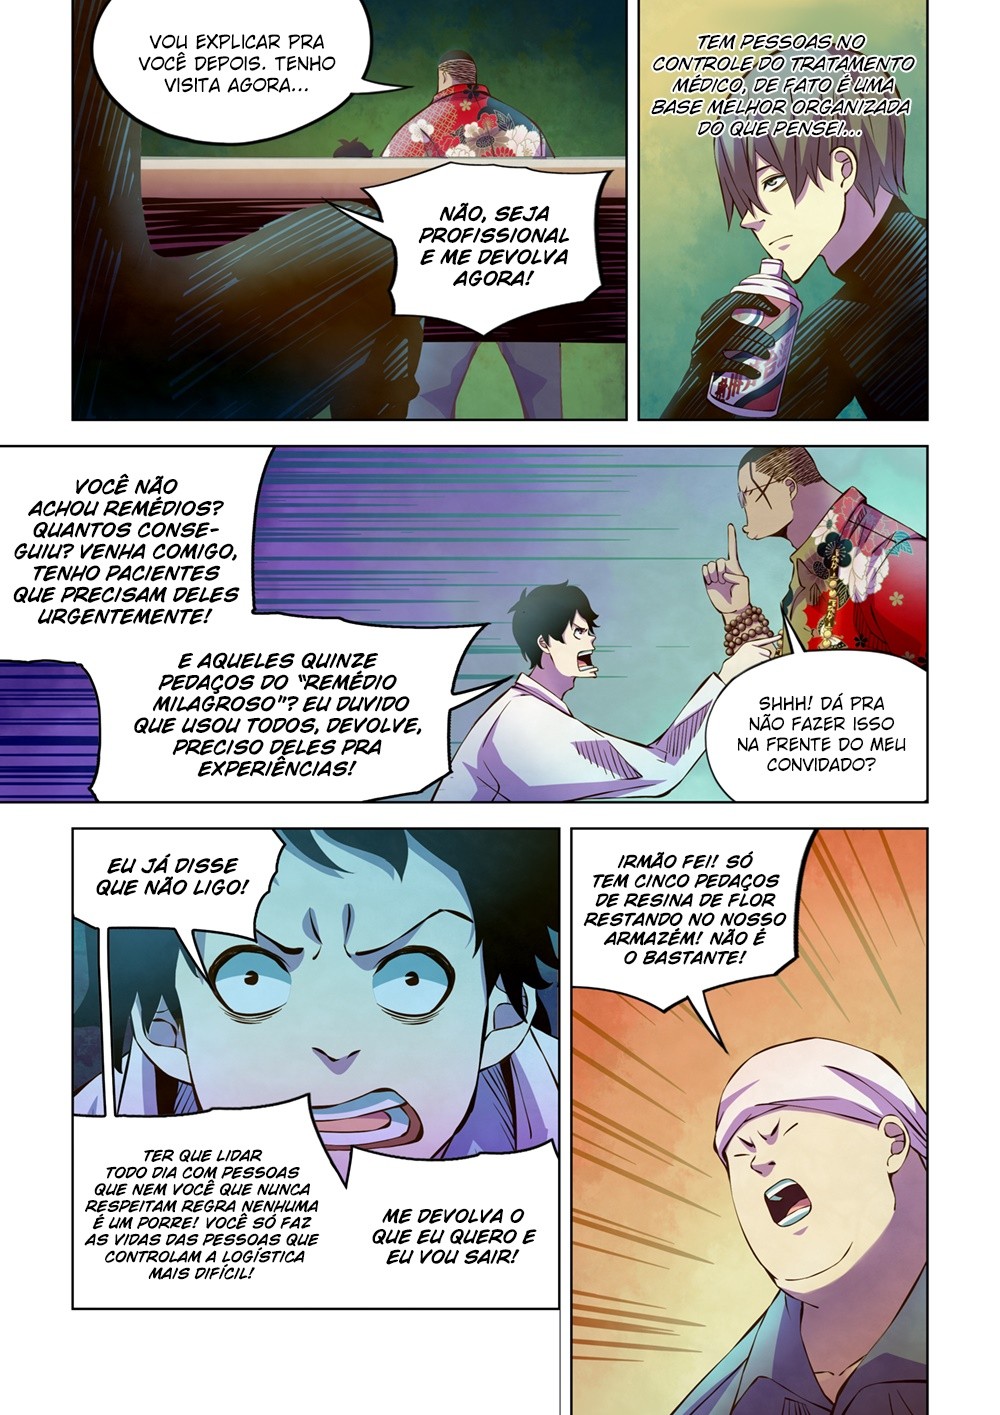 VOU EXPLICAR PRA
VOCÊ DEPOIS. TENHO
VISITA AGORA...
NÃO, SEJA
PROFISSIONAL
E ME DEVOLVA
AGORA!
TEM PESSOAS NO
CONTROLE DO TRATAMENTO
MÉDICO, DE FATO É UMA
BASE MELHOR ORGANIZADA
DO QUE PENSEI...
VOCÊ NÃO
ACHOU REMÉDIOS?
QUANTOS CONSE-
GUIU? VENHA COMIGO,
TENHO PACIENTES
QUE PRECISAM DELES
URGENTEMENTE!
E AQUELES QUINZE
PEDAÇOS DO “REMÉDIO
MILAGROSO”? EU DUVIDO
QUE USOU TODOS, DEVOLVE,
PRECISO DELES PRA
EXPERIÊNCIAS!
SHHH! DÁ PRA
NÃO FAZER ISSO
NA FRENTE DO MEU
CONVIDADO?
EU JÁ DISSE
QUE NÃO LIGO!
TER QUE LIDAR
TODO DIA COM PESSOAS
QUE NEM VOCÊ QUE NUNCA
RESPEITAM REGRA NENHUMA
É UM PORRE! VOCÊ SÓ FAZ
AS VIDAS DAS PESSOAS QUE
CONTROLAM A LOGÍSTICA
MAIS DIFÍCIL!
ME DEVOLVA O
QUE EU QUERO E
EU VOU SAIR!
IRMÃO FEI! SÓ
TEM CINCO PEDAÇOS
DE RESINA DE FLOR
RESTANDO NO NOSSO
ARMAZÉM! NÃO É
O BASTANTE!